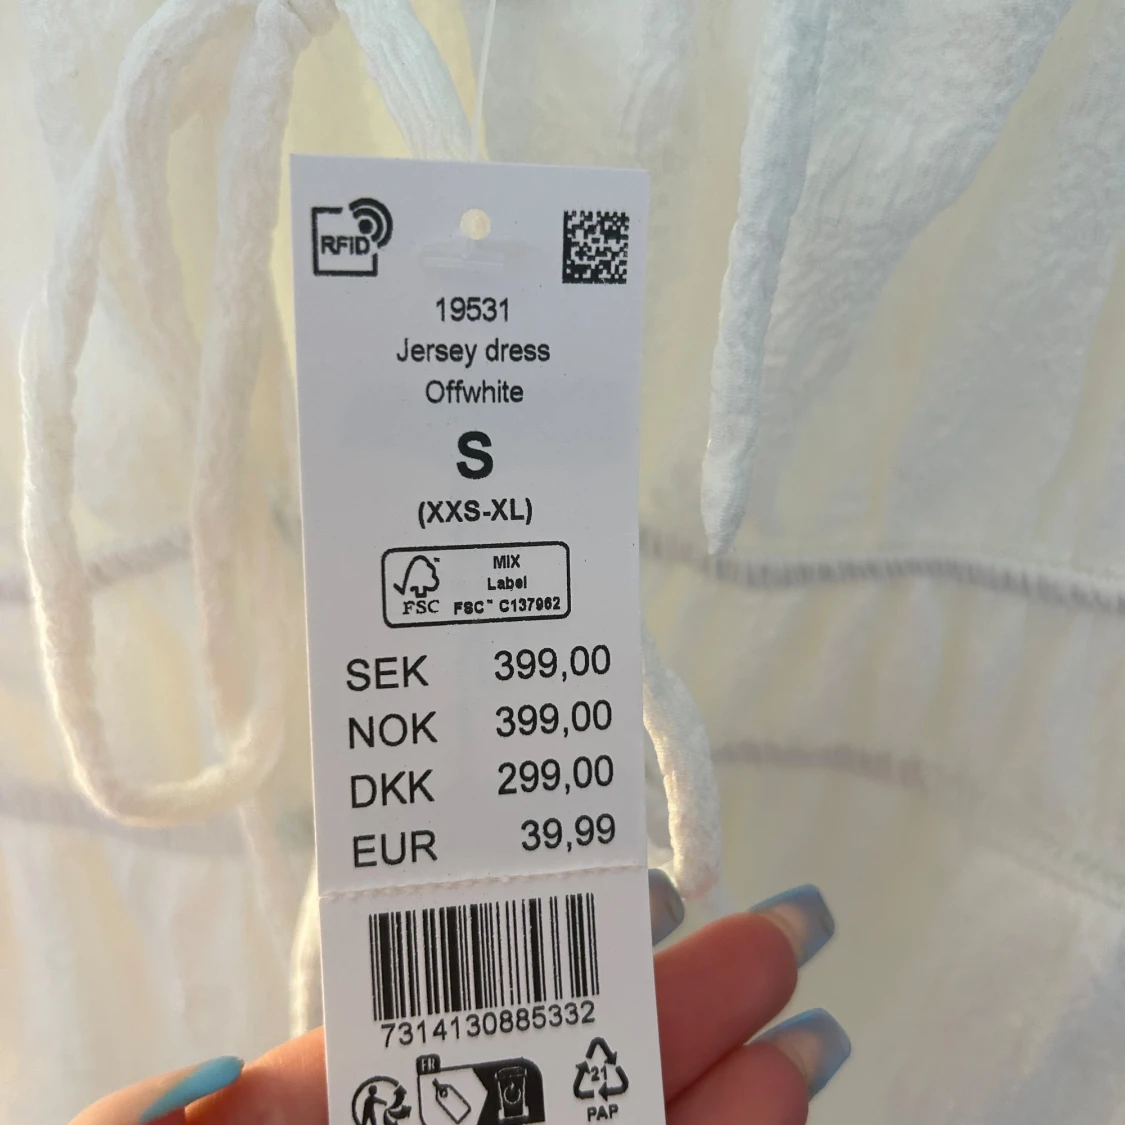 RFID
19531
Jersey dress
Offwhite
S
(XXS-XL)
FSC
MIX
Label
FSC™ C137962
SEK 399,00
NOK 399,00
DKK 299,00
EUR 39,99
7314130885332
FR
21
PAP